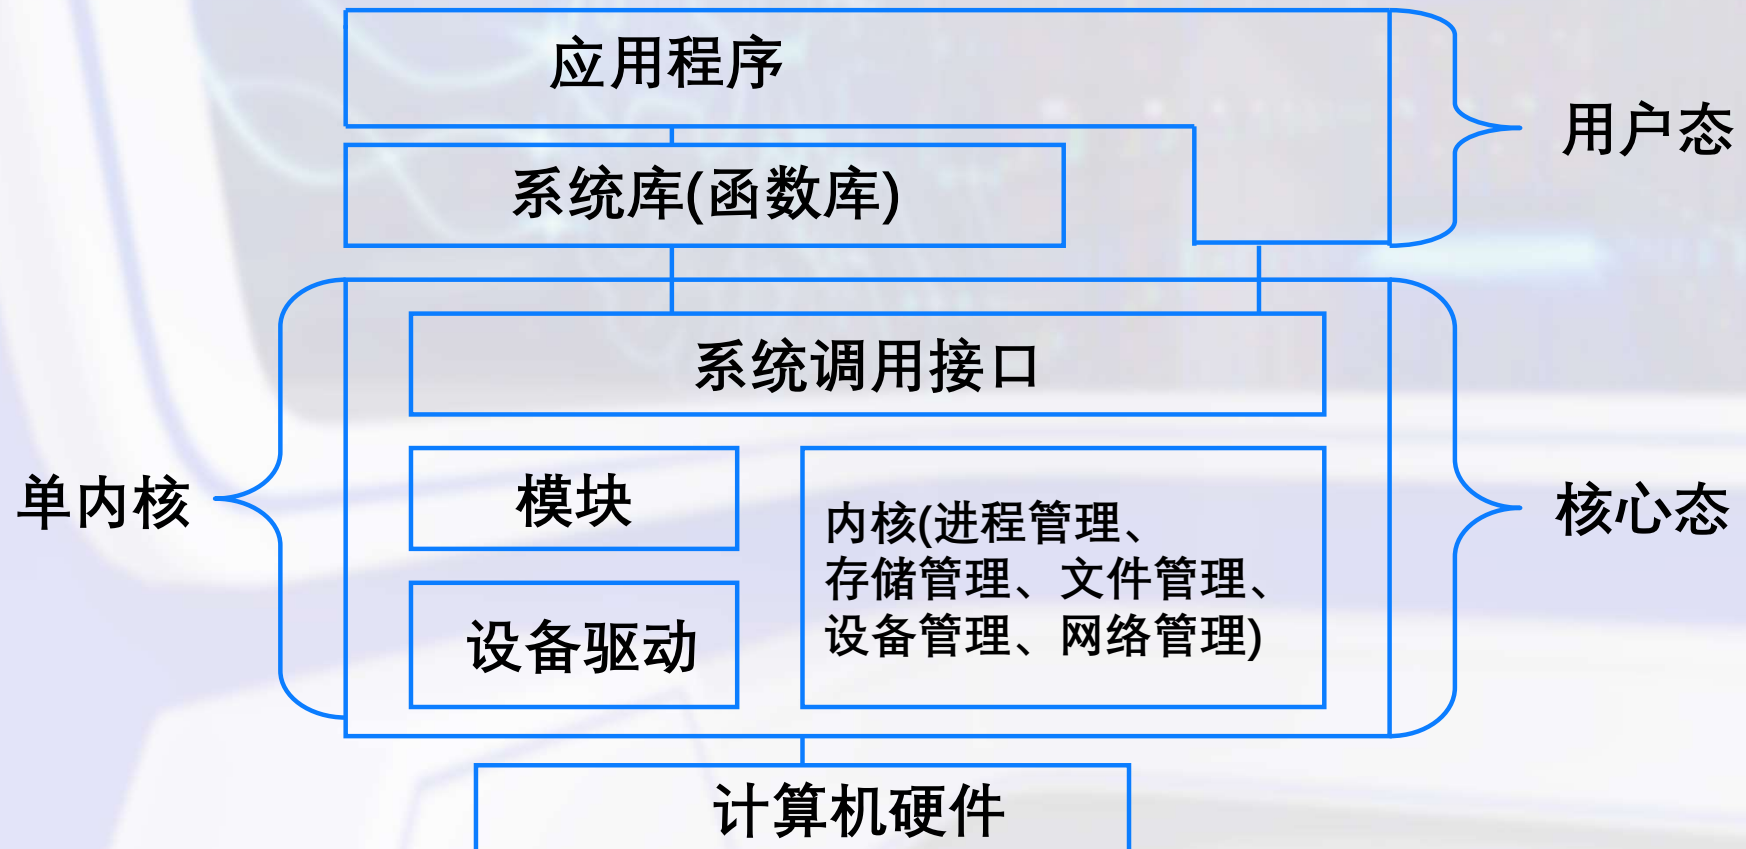 应用程序
用户态
系统库(函数库)
系统调用接口
单内核
模块
内核(进程管理、
存储管理、文件管理、
设备管理、网络管理)
核心态
设备驱动
计算机硬件